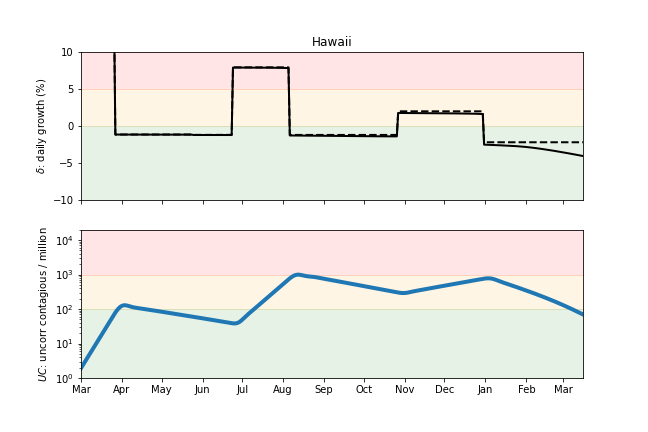 Hawaii
δ: daily growth (%)
10
5
0
−5
−10
UC: uncorr contagious / million
10⁴
10³
10²
10¹
10⁰
Mar Apr May Jun Jul Aug Sep Oct Nov Dec Jan Feb Mar